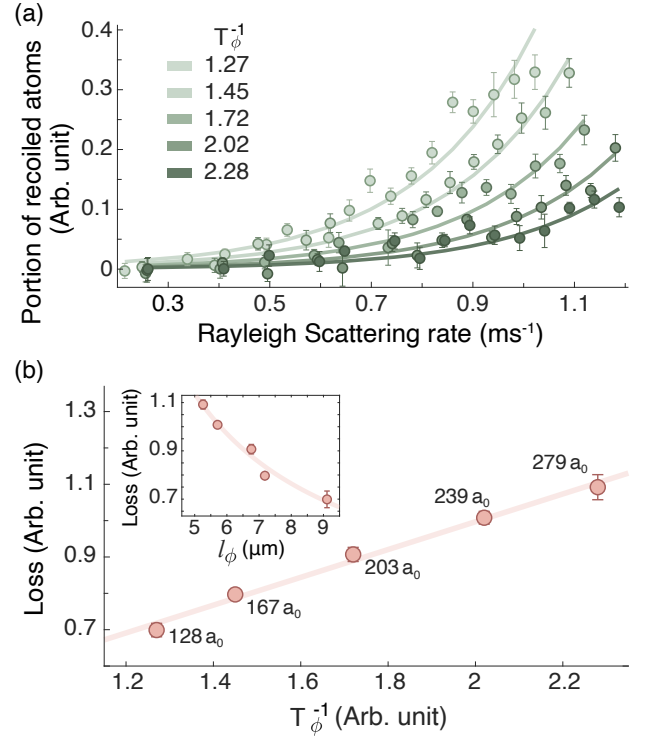 (a)
T_ϕ^-1
1.27
1.45
1.72
2.02
2.28
Portion of recoiled atoms
(Arb. unit)
0.4
0.3
0.2
0.1
0
0.3 0.5 0.7 0.9 1.1
Rayleigh Scattering rate (ms⁻¹)
(b)
Loss (Arb. unit)
1.3
1.1
0.9
0.7
Loss (Arb. unit)
1.1
0.9
0.7
5 6 7 8 9
l_ϕ (μm)
128 a₀
167 a₀
203 a₀
239 a₀
279 a₀
1.2 1.4 1.6 1.8 2 2.2
T_ϕ^-1 (Arb. unit)